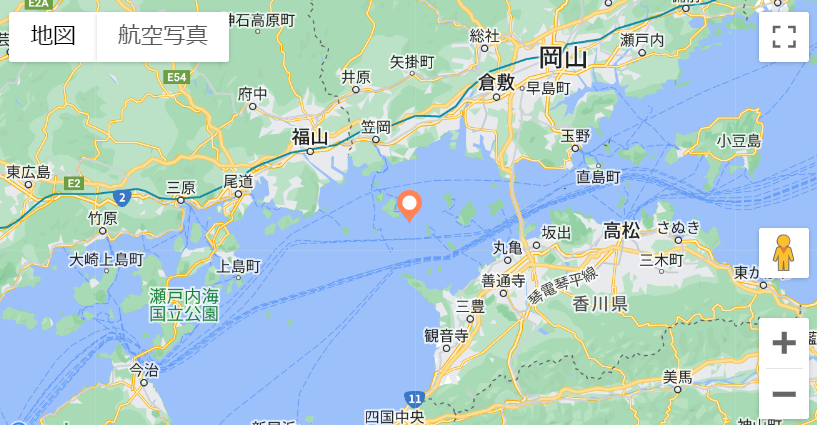 E2A
地図
航空写真
神石高原町
総社
岡山
瀬戸内
矢掛町
E54
井原
倉敷
早島町
府中
笠岡
福山
玉野
小豆島
東広島
E2
2
三原
尾道
直島町
竹原
高松
さぬき
坂出
丸亀
大崎上島町
上島町
三木町
善通寺
琴電琴平線
瀬戸内海
国立公園
香川県
三豊
観音寺
今治
美馬
11
四国中央